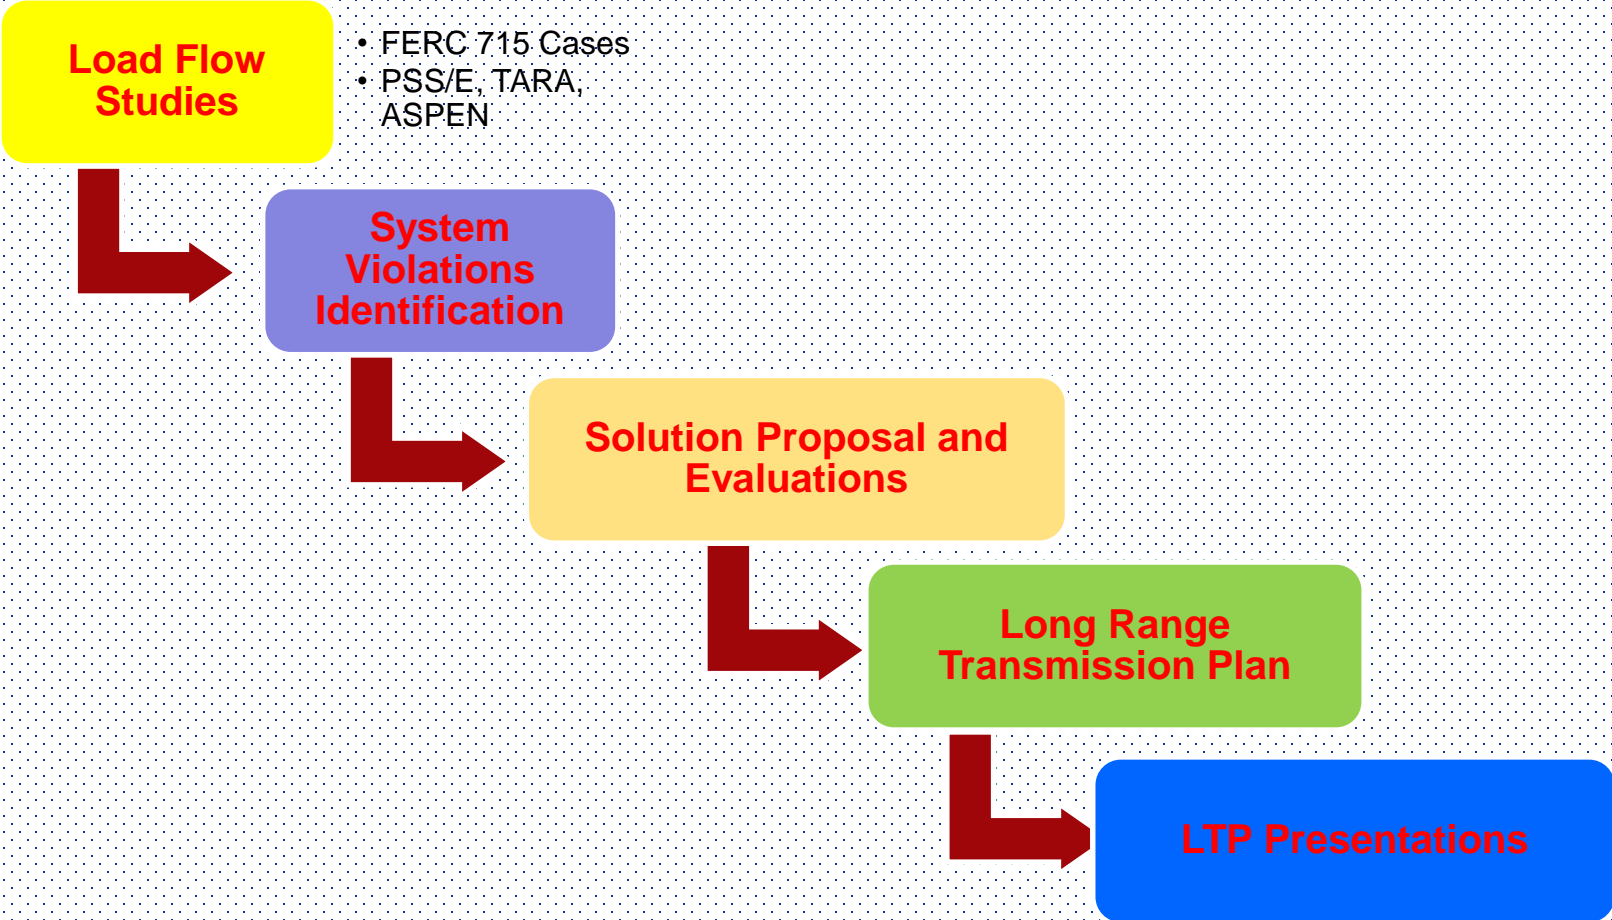 Load Flow
Studies
• FERC 715 Cases
• PSS/E, TARA,
ASPEN
System
Violations
Identification
Solution Proposal and
Evaluations
Long Range
Transmission Plan
LTP Presentations